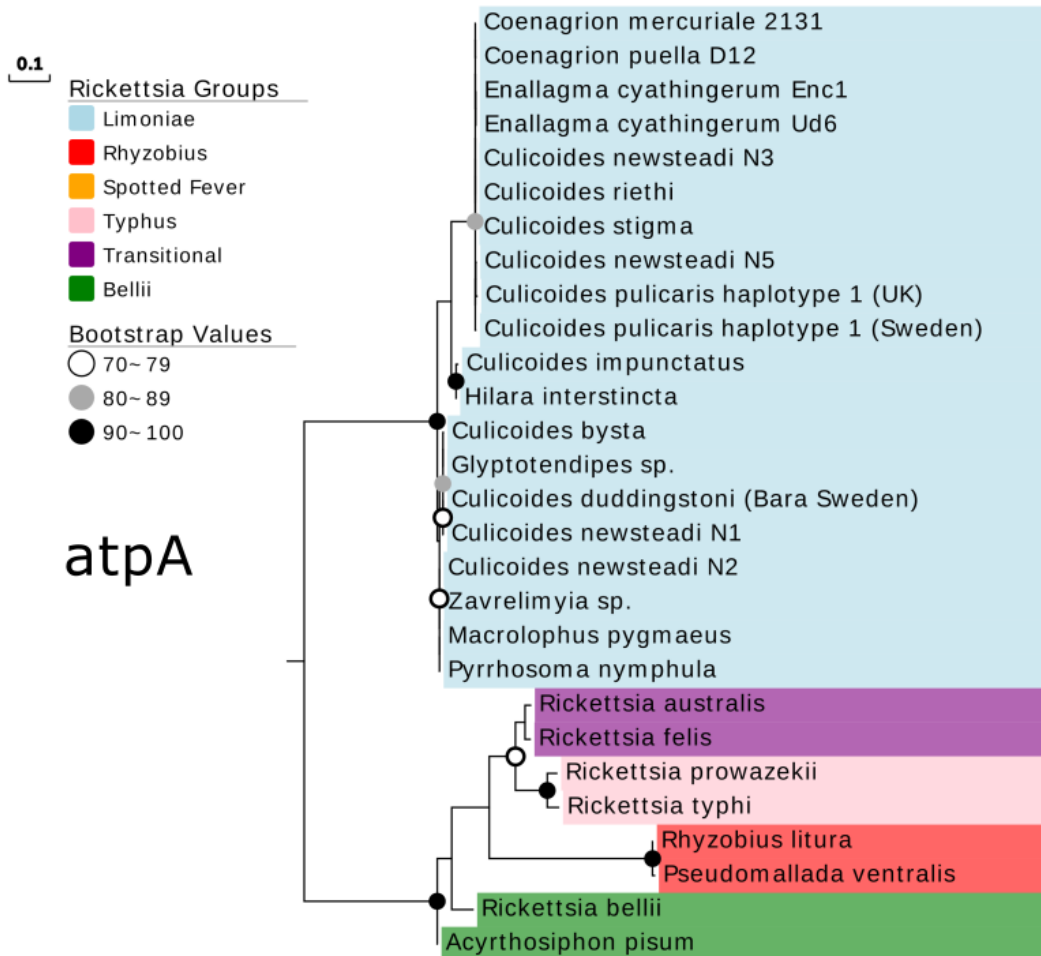 0.1
Rickettsia Groups
Limoniae
Rhyzobius
Spotted Fever
Typhus
Transitional
Bellii
Bootstrap Values
70~79
80~89
90~100
atpA
Coenagrion mercuriale 2131
Coenagrion puella D12
Enallagma cyathingerum Enc1
Enallagma cyathingerum Ud6
Culicoides newsteadi N3
Culicoides riethi
Culicoides stigma
Culicoides newsteadi N5
Culicoides pulicaris haplotype 1 (UK)
Culicoides pulicaris haplotype 1 (Sweden)
Culicoides impunctatus
Hilara interstincta
Culicoides bysta
Glyptotendipes sp.
Culicoides duddingstoni (Bara Sweden)
Culicoides newsteadi N1
Culicoides newsteadi N2
Zavrelimyia sp.
Macrolophus pygmaeus
Pyrrhosoma nymphula
Rickettsia australis
Rickettsia felis
Rickettsia prowazekii
Rickettsia typhi
Rhyzobius litura
Pseudomallada ventralis
Rickettsia bellii
Acyrthosiphon pisum